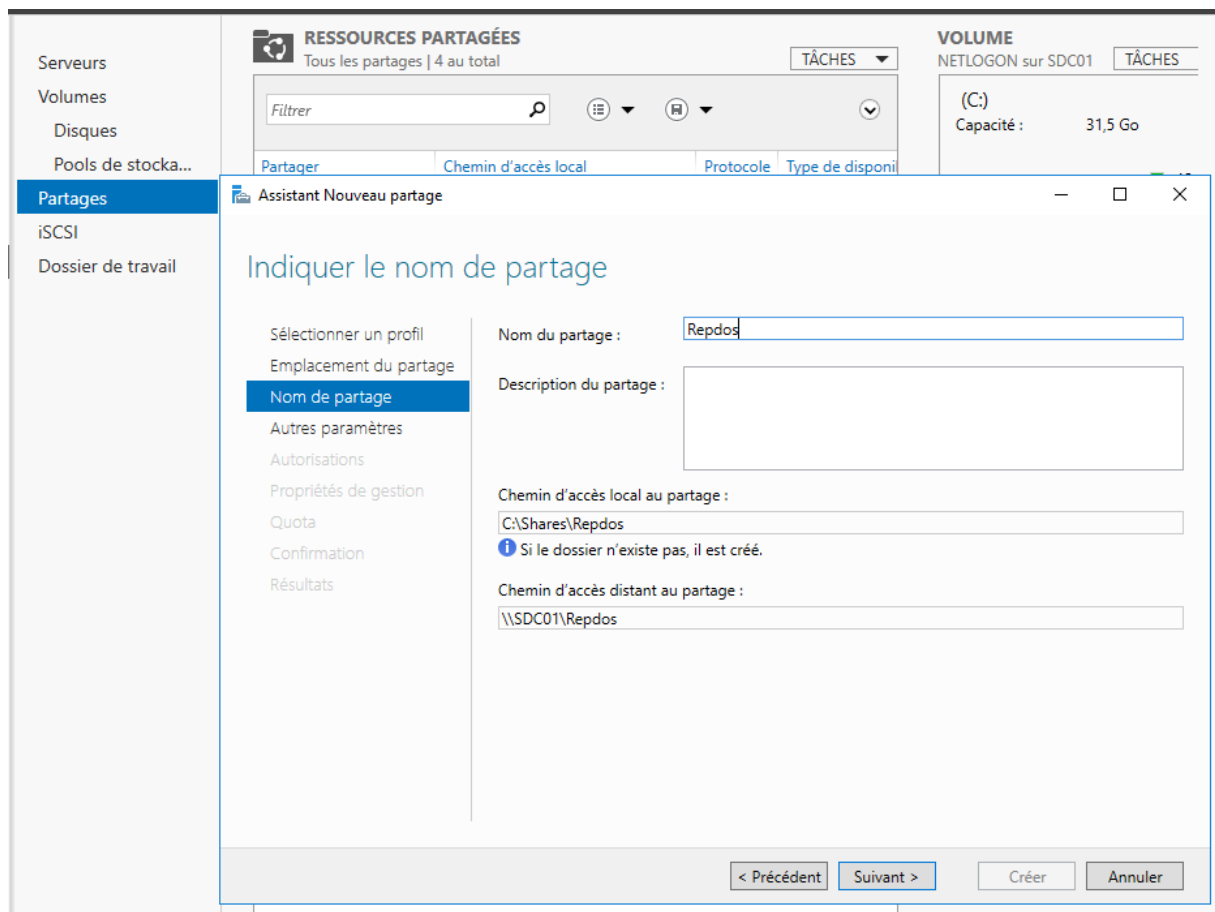 Serveurs
Volumes
Disques
Pools de stocka...
Partages
iSCSI
Dossier de travail
RESSOURCES PARTAGÉES
Tous les partages | 4 au total
TÂCHES
Filtrer
Partager Chemin d'accès local Protocole Type de disponi
VOLUME
NETLOGON sur SDC01
TÂCHES
(C:)
Capacité : 31,5 Go
Assistant Nouveau partage
Indiquer le nom de partage
Sélectionner un profil
Emplacement du partage
Nom de partage
Autres paramètres
Autorisations
Propriétés de gestion
Quota
Confirmation
Résultats
Nom du partage : Repdos
Description du partage :
Chemin d'accès local au partage :
C:\Shares\Repdos
Si le dossier n'existe pas, il est créé.
Chemin d'accès distant au partage :
\\SDC01\Repdos
< Précédent Suivant > Créer Annuler